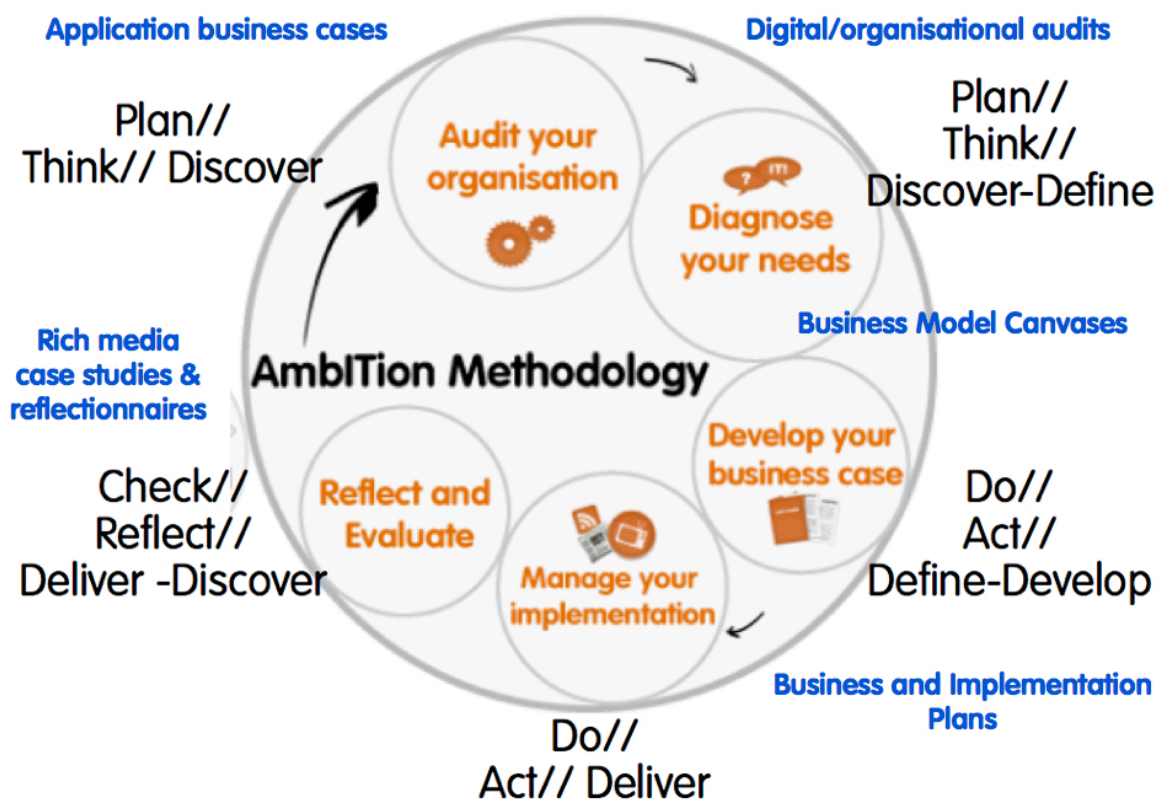 Application business cases
Digital/organisational audits
Plan//
Think// Discover
Audit your
organisation
Plan//
Think//
Discover-Define
? IT!
Diagnose
your needs
Business Model Canvases
Rich media
case studies &
reflectionnaires
AmbITion Methodology
Develop your
business case
Check//
Reflect//
Deliver -Discover
Reflect and
Evaluate
Manage your
implementation
Do//
Act//
Define-Develop
Business and Implementation
Plans
Do//
Act// Deliver